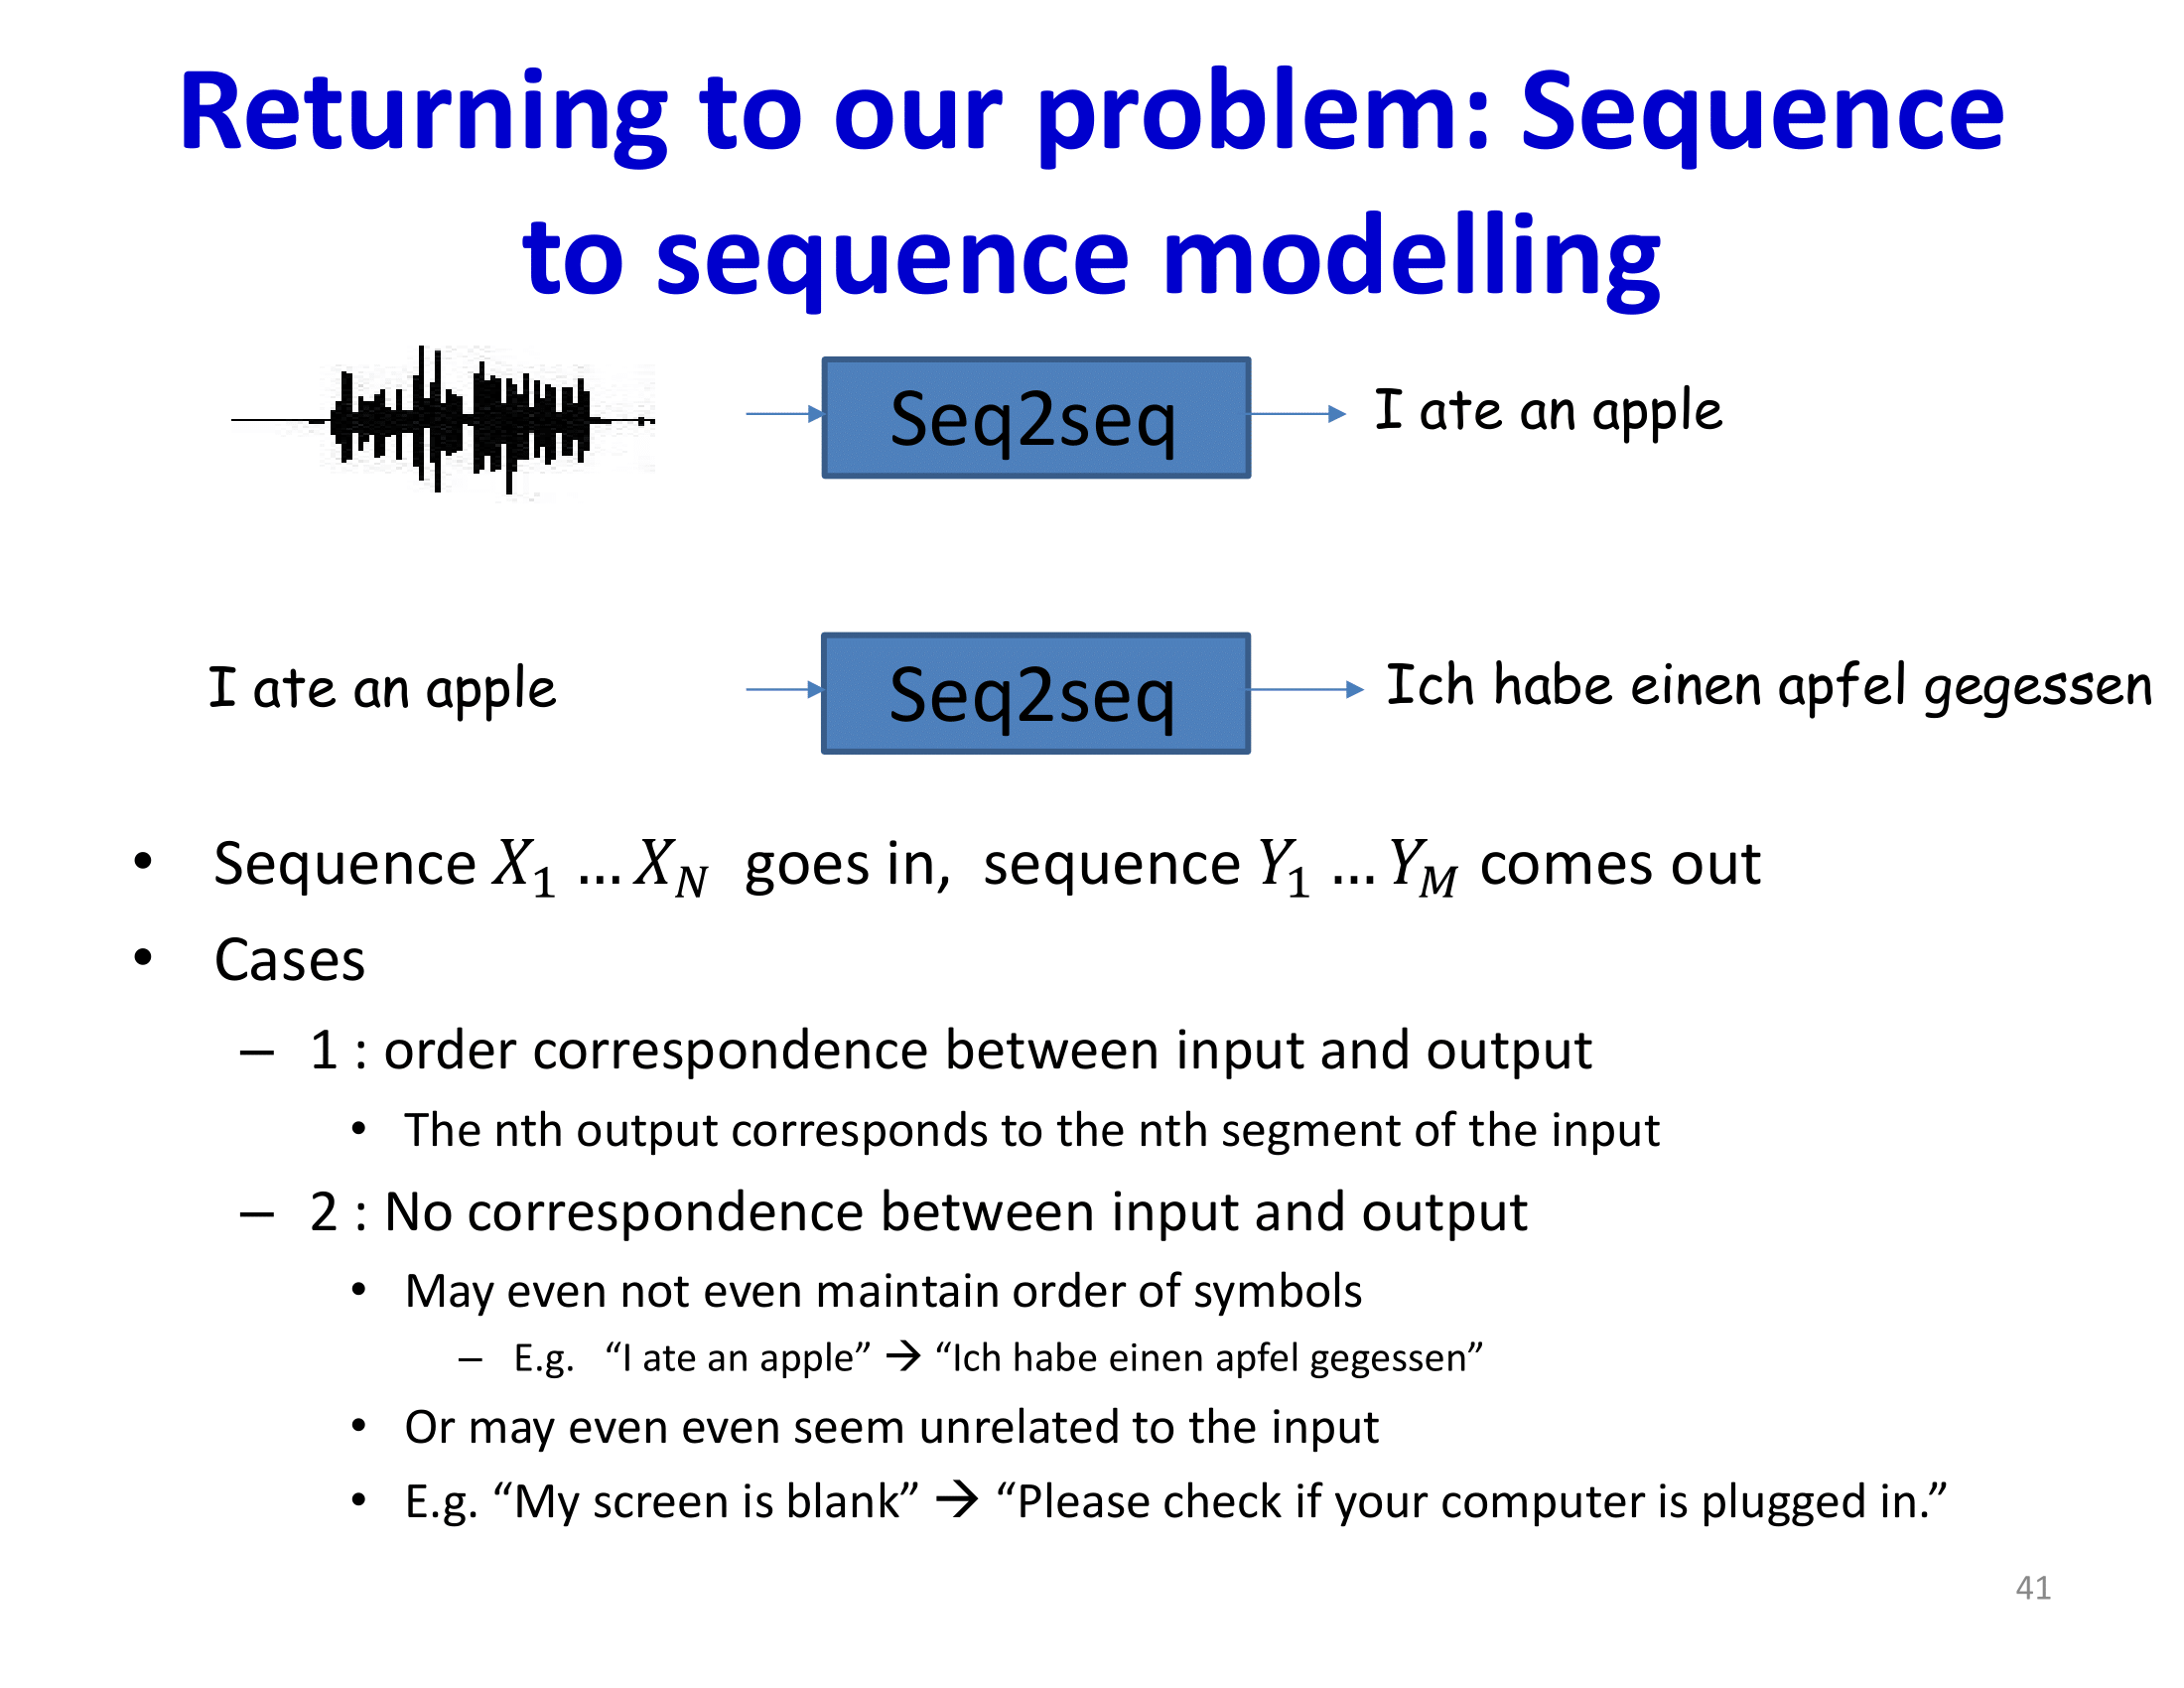 Returning to our problem: Sequence
to sequence modelling
Seq2seq
I ate an apple
I ate an apple
Seq2seq
Ich habe einen apfel gegessen
• Sequence X₁ … X_N goes in, sequence Y₁ … Y_M comes out
• Cases
– 1 : order correspondence between input and output
• The nth output corresponds to the nth segment of the input
– 2 : No correspondence between input and output
• May even not even maintain order of symbols
– E.g. “I ate an apple” → “Ich habe einen apfel gegessen”
• Or may even even seem unrelated to the input
• E.g. “My screen is blank” → “Please check if your computer is plugged in.”
41